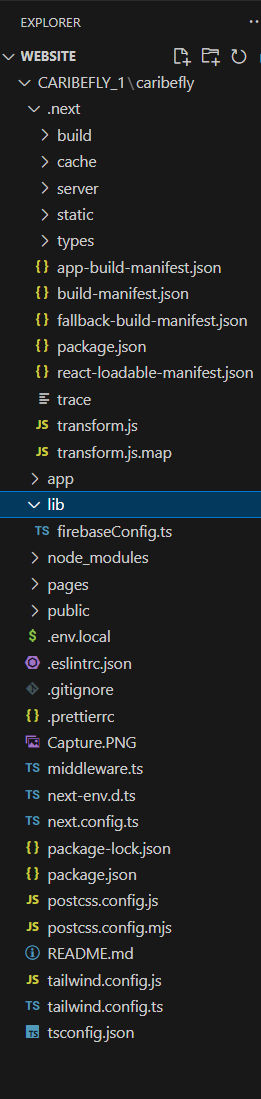 EXPLORER
WEBSITE
CARIBEFLY_1\caribefly
.next
build
cache
server
static
types
{} app-build-manifest.json
{} build-manifest.json
{} fallback-build-manifest.json
{} package.json
{} react-loadable-manifest.json
trace
JS transform.js
JS transform.js.map
app
lib
TS firebaseConfig.ts
node_modules
pages
public
$ .env.local
.eslintrc.json
.gitignore
{} .prettierrc
Capture.PNG
TS middleware.ts
TS next-env.d.ts
TS next.config.ts
{} package-lock.json
{} package.json
JS postcss.config.js
JS postcss.config.mjs
README.md
JS tailwind.config.js
TS tailwind.config.ts
TS tsconfig.json